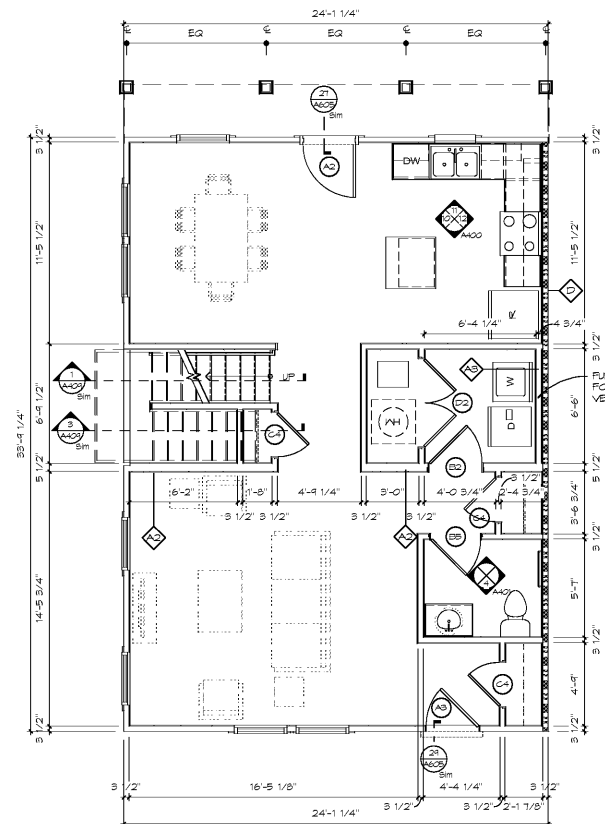 24'-1 1/4"
EQ EQ EQ
27
A605
Sim
A2
DW
11
10 12
A400
3 1/2"
11'-5 1/2"
3 1/2"
11'-5 1/2"
D
6'-4 1/4" 4 3/4"
1
A409
Sim
UP
A3
W
D2
WH
D
3
A409
Sim
C4
B2
6'-9 1/2"
33'-9 1/4"
5 1/2"
6'-6"
3 1/2"
6'-2" 1'-8" 4'-9 1/4" 3'-0" 4'-0 3/4" 2'-4 3/4"
3 1/2" 3 1/2" 3 1/2" 3 1/2" 3 1/2"
3'-6 3/4"
C4
A2
A2
B3
3 1/2"
4
A401
5'-7"
14'-5 3/4"
3 1/2"
C4
4'-9"
A3
3 1/2"
3 1/2"
29
A605
Sim
3 1/2" 16'-5 1/8" 4'-4 1/4" 3 1/2"
3 1/2" 3 1/2" 2'-1 7/8"
24'-1 1/4"